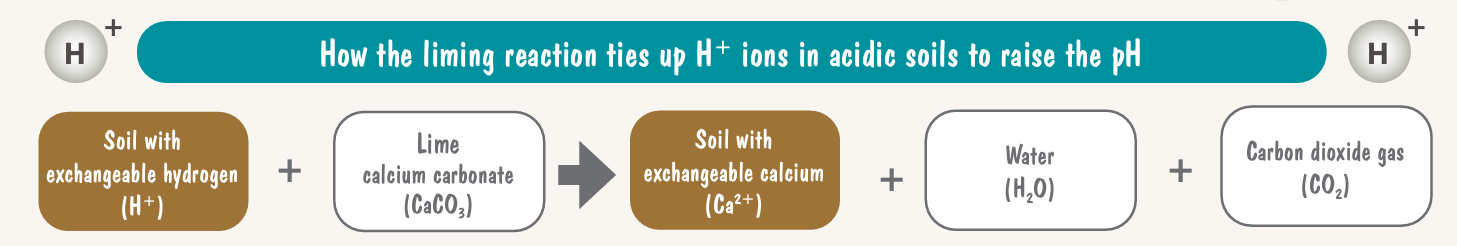 H+
How the liming reaction ties up H⁺ ions in acidic soils to raise the pH
H+
Soil with
exchangeable hydrogen
(H⁺)
+
Lime
calcium carbonate
(CaCO₃)
Soil with
exchangeable calcium
(Ca²⁺)
+
Water
(H₂O)
+
Carbon dioxide gas
(CO₂)